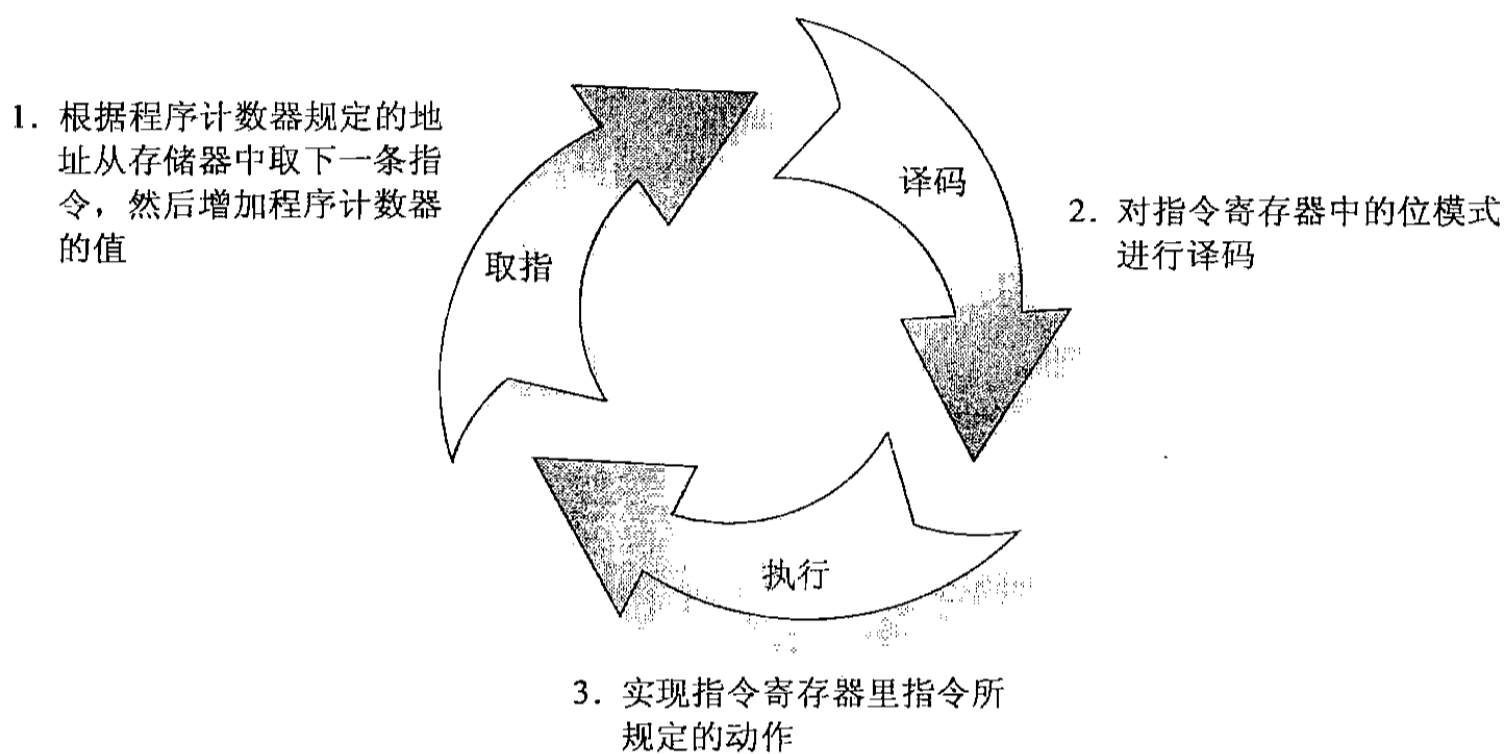 1. 根据程序计数器规定的地
址从存储器中取下一条指
令，然后增加程序计数器
的值
取指
译码
2. 对指令寄存器中的位模式
进行译码
执行
3. 实现指令寄存器里指令所
规定的动作